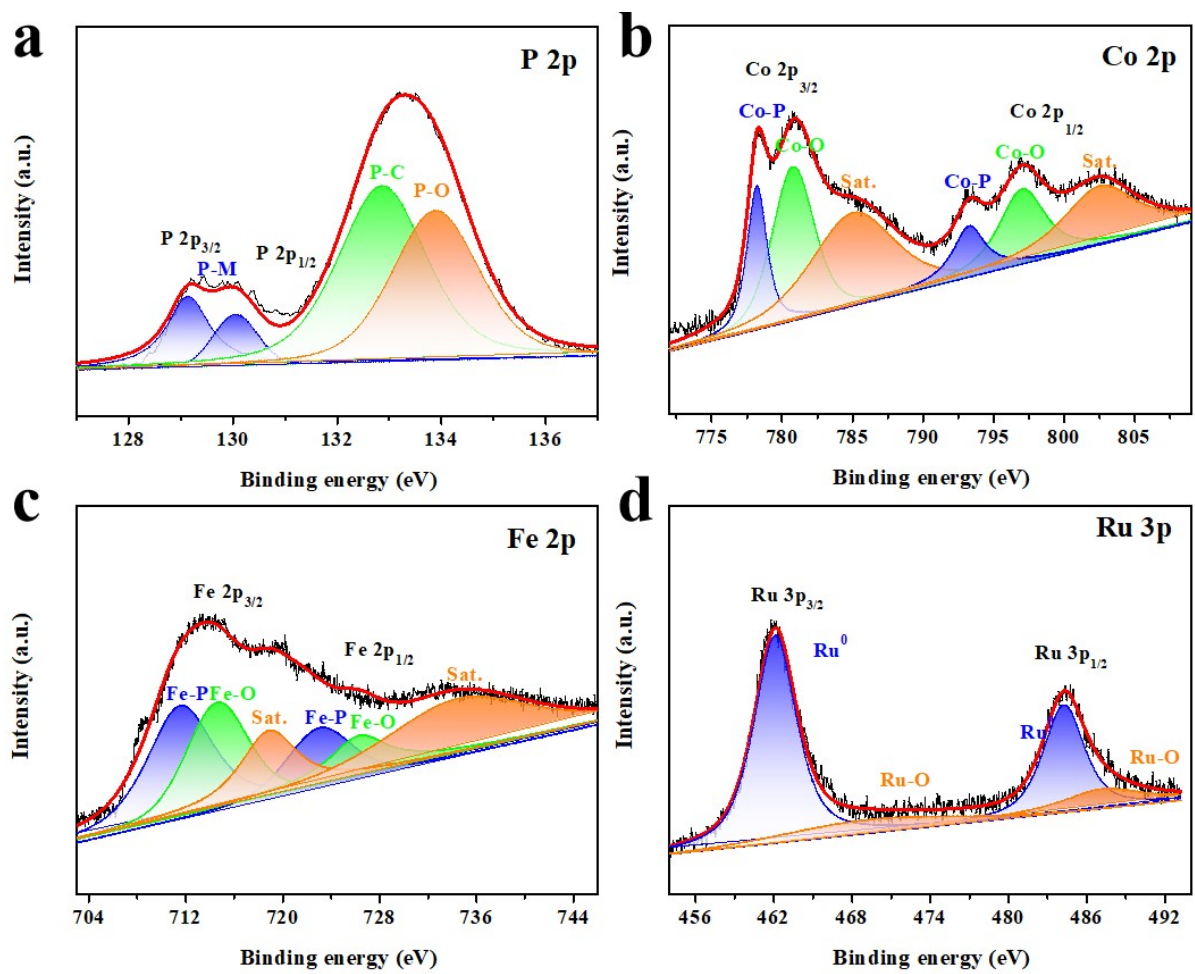 a
P 2p
P-C
P-O
P 2p3/2
P-M
P 2p1/2
Intensity (a.u.)
128 130 132 134 136
Binding energy (eV)
b
Co 2p
Co 2p3/2
Co-P
Co-O
Sat.
Co 2p1/2
Co-O
Co-P
Sat.
Intensity (a.u.)
775 780 785 790 795 800 805
Binding energy (eV)
c
Fe 2p
Fe 2p3/2
Fe 2p1/2
Fe-P
Fe-O
Sat.
Fe-P
Fe-O
Sat.
Intensity (a.u.)
704 712 720 728 736 744
Binding energy (eV)
d
Ru 3p
Ru 3p3/2
Ru0
Ru 3p1/2
Ru
Ru-O
Ru-O
Intensity (a.u.)
456 462 468 474 480 486 492
Binding energy (eV)